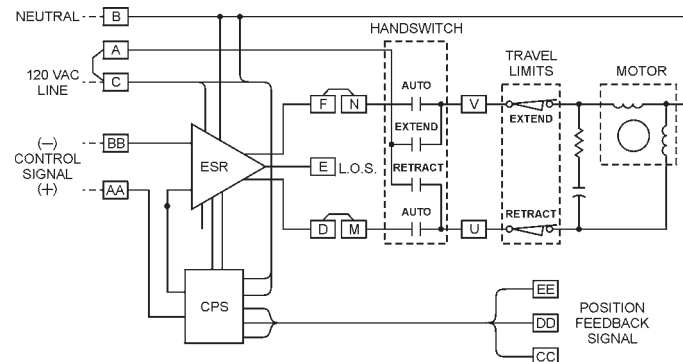 NEUTRAL
B
HANDSWITCH
A
120 VAC
LINE
C
AUTO
TRAVEL
LIMITS
MOTOR
F
N
V
EXTEND
EXTEND
(–)
CONTROL
SIGNAL
(+)
BB
AA
ESR
E
L.O.S.
RETRACT
D
M
AUTO
U
RETRACT
CPS
EE
DD
CC
POSITION
FEEDBACK
SIGNAL